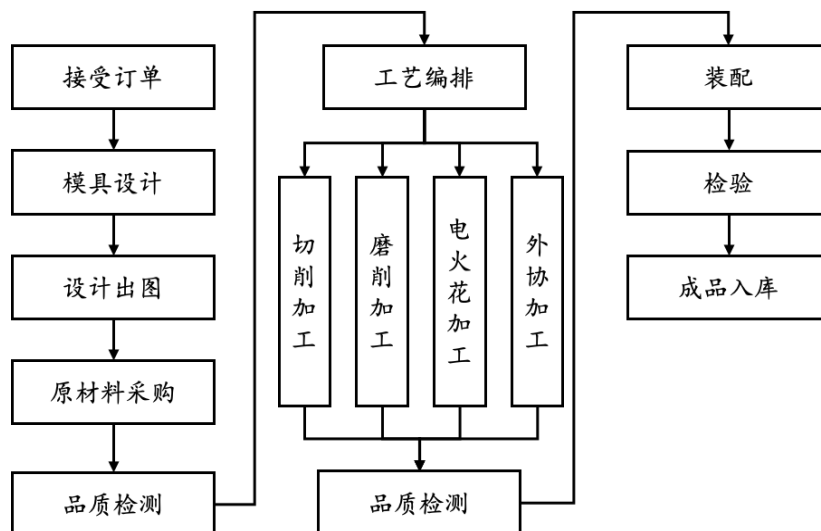 接受订单
模具设计
设计出图
原材料采购
品质检测
工艺编排
切削加工
磨削加工
电火花加工
外协加工
品质检测
装配
检验
成品入库